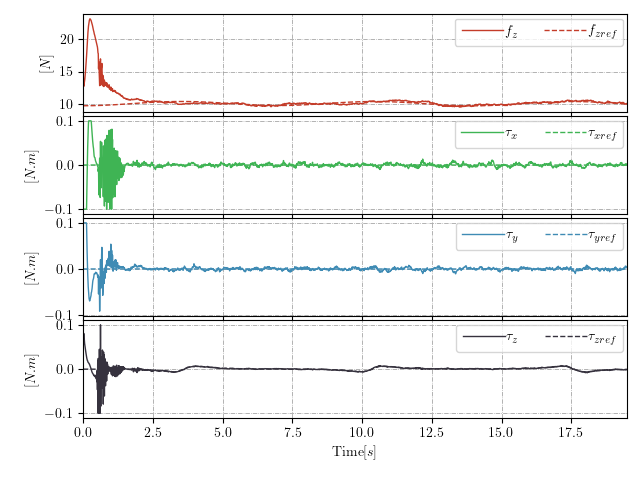 20
15
10
[N]
f_z
f_zref
0.1
0.0
−0.1
[N.m]
τ_x
τ_xref
0.1
0.0
−0.1
[N.m]
τ_y
τ_yref
0.1
0.0
−0.1
[N.m]
τ_z
τ_zref
0.0 2.5 5.0 7.5 10.0 12.5 15.0 17.5
Time[s]